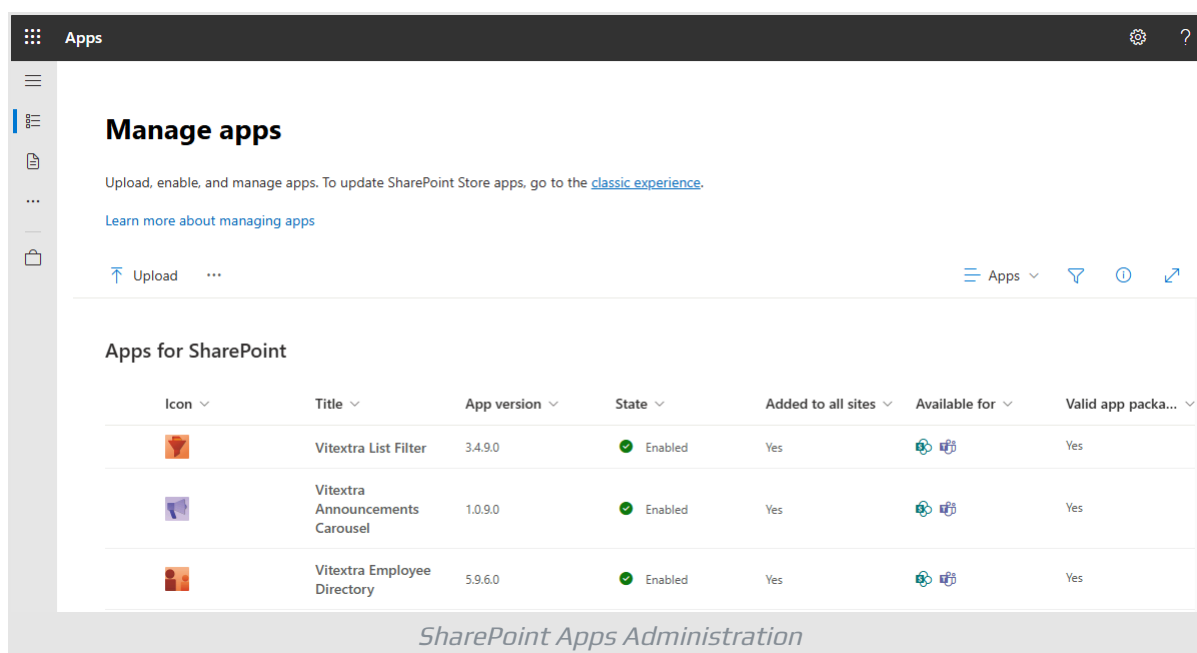 Apps
Manage apps
Upload, enable, and manage apps. To update SharePoint Store apps, go to the classic experience.
Learn more about managing apps
Upload ··· Apps
Apps for SharePoint
Icon Title App version State Added to all sites Available for Valid app packa...
Vitextra List Filter 3.4.9.0 Enabled Yes Yes
Vitextra
Announcements
Carousel
1.0.9.0 Enabled Yes Yes
Vitextra Employee
Directory
5.9.6.0 Enabled Yes Yes
SharePoint Apps Administration